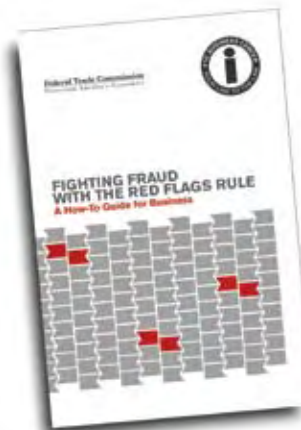 Federal Trade Commission
FIGHTING FRAUD
WITH THE RED FLAGS RULE
A How-To Guide for Business